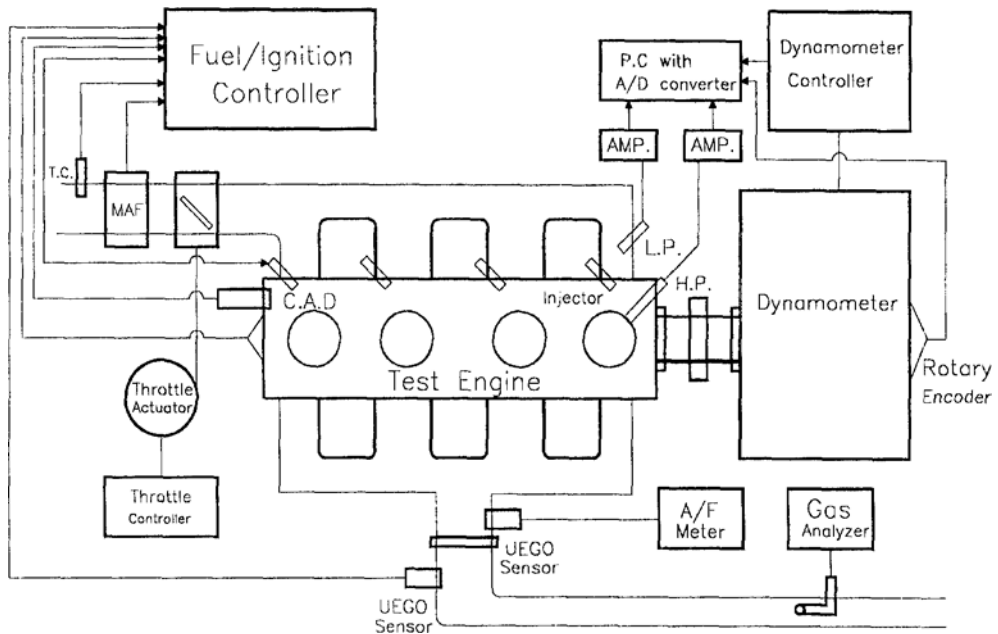 Fuel/Ignition
Controller
P.C with
A/D converter
Dynamometer
Controller
AMP.
AMP.
T.C.
MAF
L.P.
H.P.
C.A.D
Injector
Dynamometer
Test Engine
Rotary
Encoder
Throttle
Actuator
Throttle
Controller
A/F
Meter
Gas
Analyzer
UEGO
Sensor
UEGO
Sensor